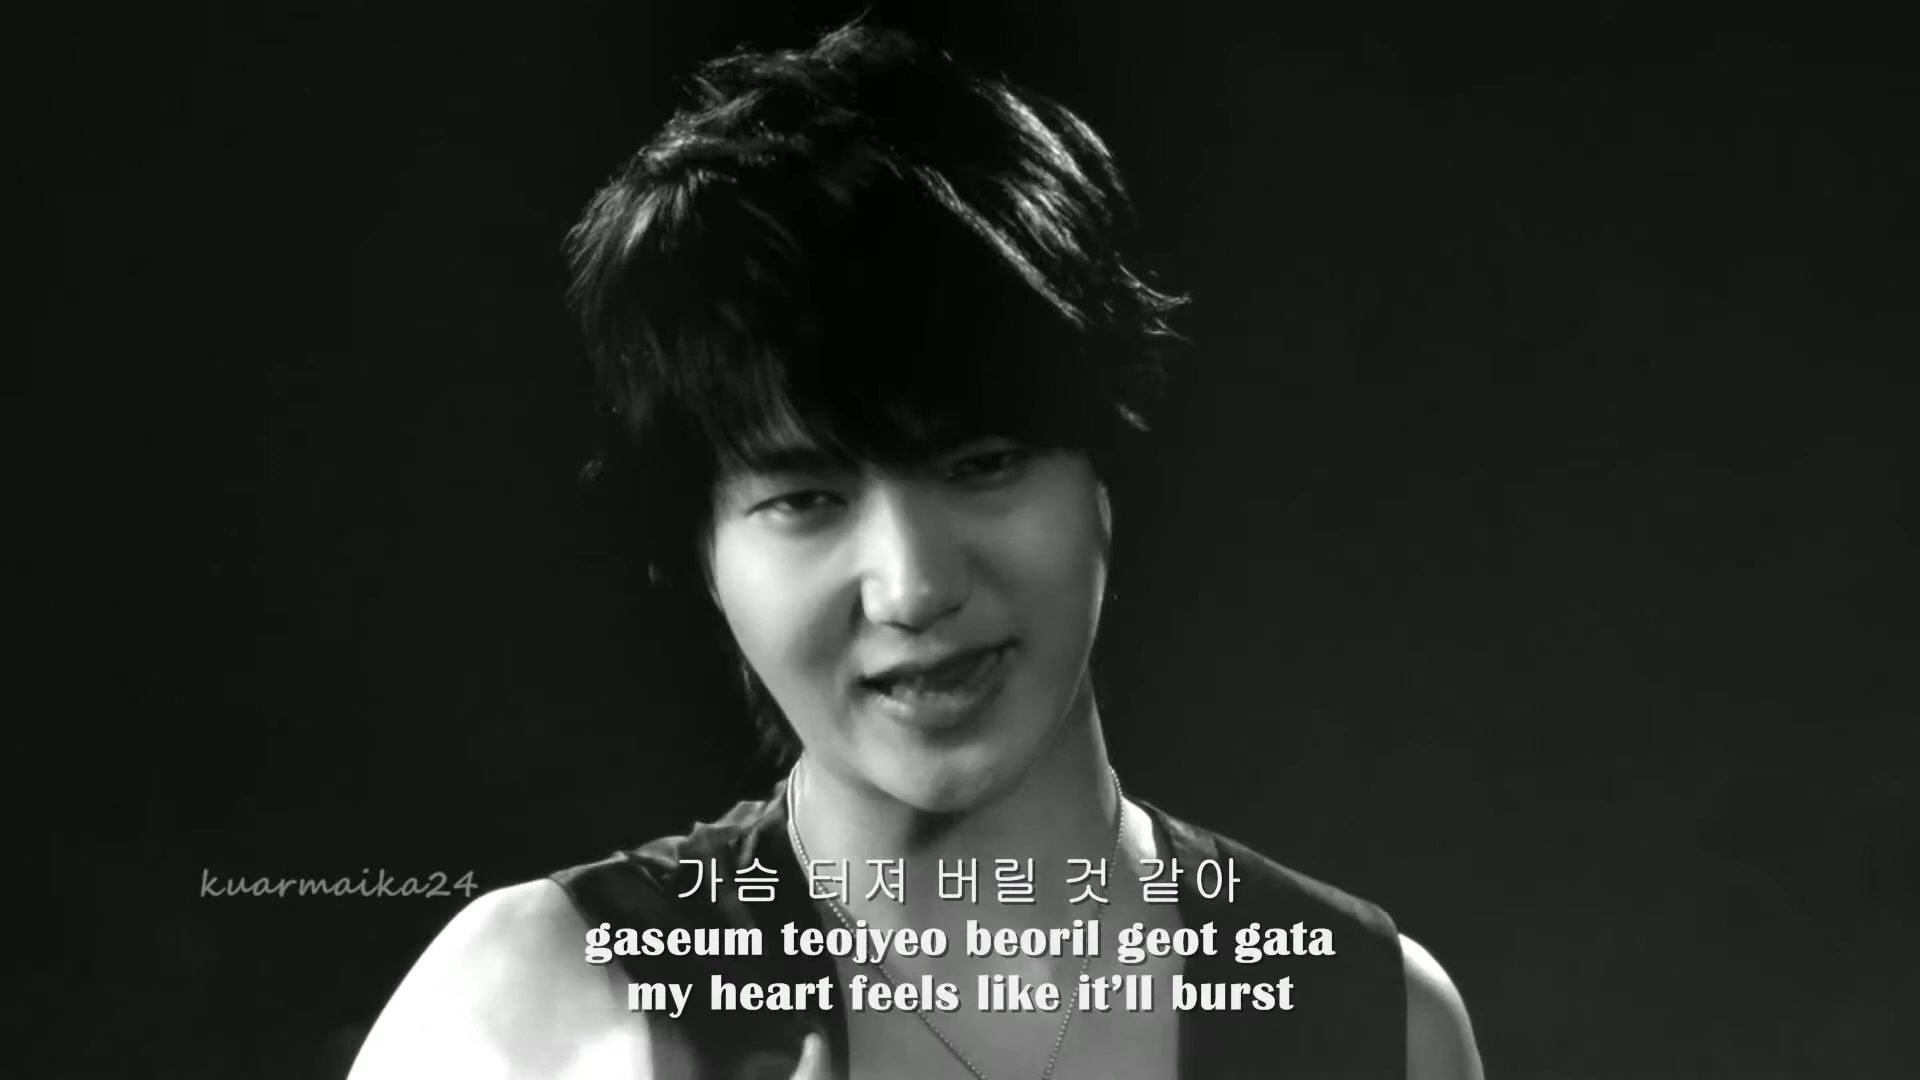 가슴 터져 버릴 것 같아
kuarmaika24
gaseum teojyeo beoril geot gata
my heart feels like it'll burst